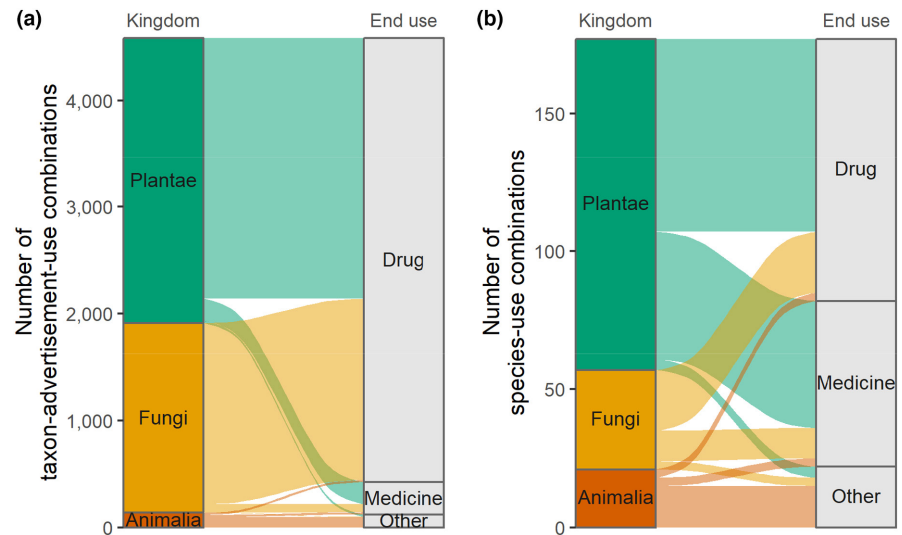 (a)
Kingdom
End use
Number of
taxon-advertisement-use combinations
4,000
3,000
2,000
1,000
0
Plantae
Fungi
Animalia
Drug
Medicine
Other
(b)
Kingdom
End use
Number of
species-use combinations
150
100
50
0
Plantae
Fungi
Animalia
Drug
Medicine
Other